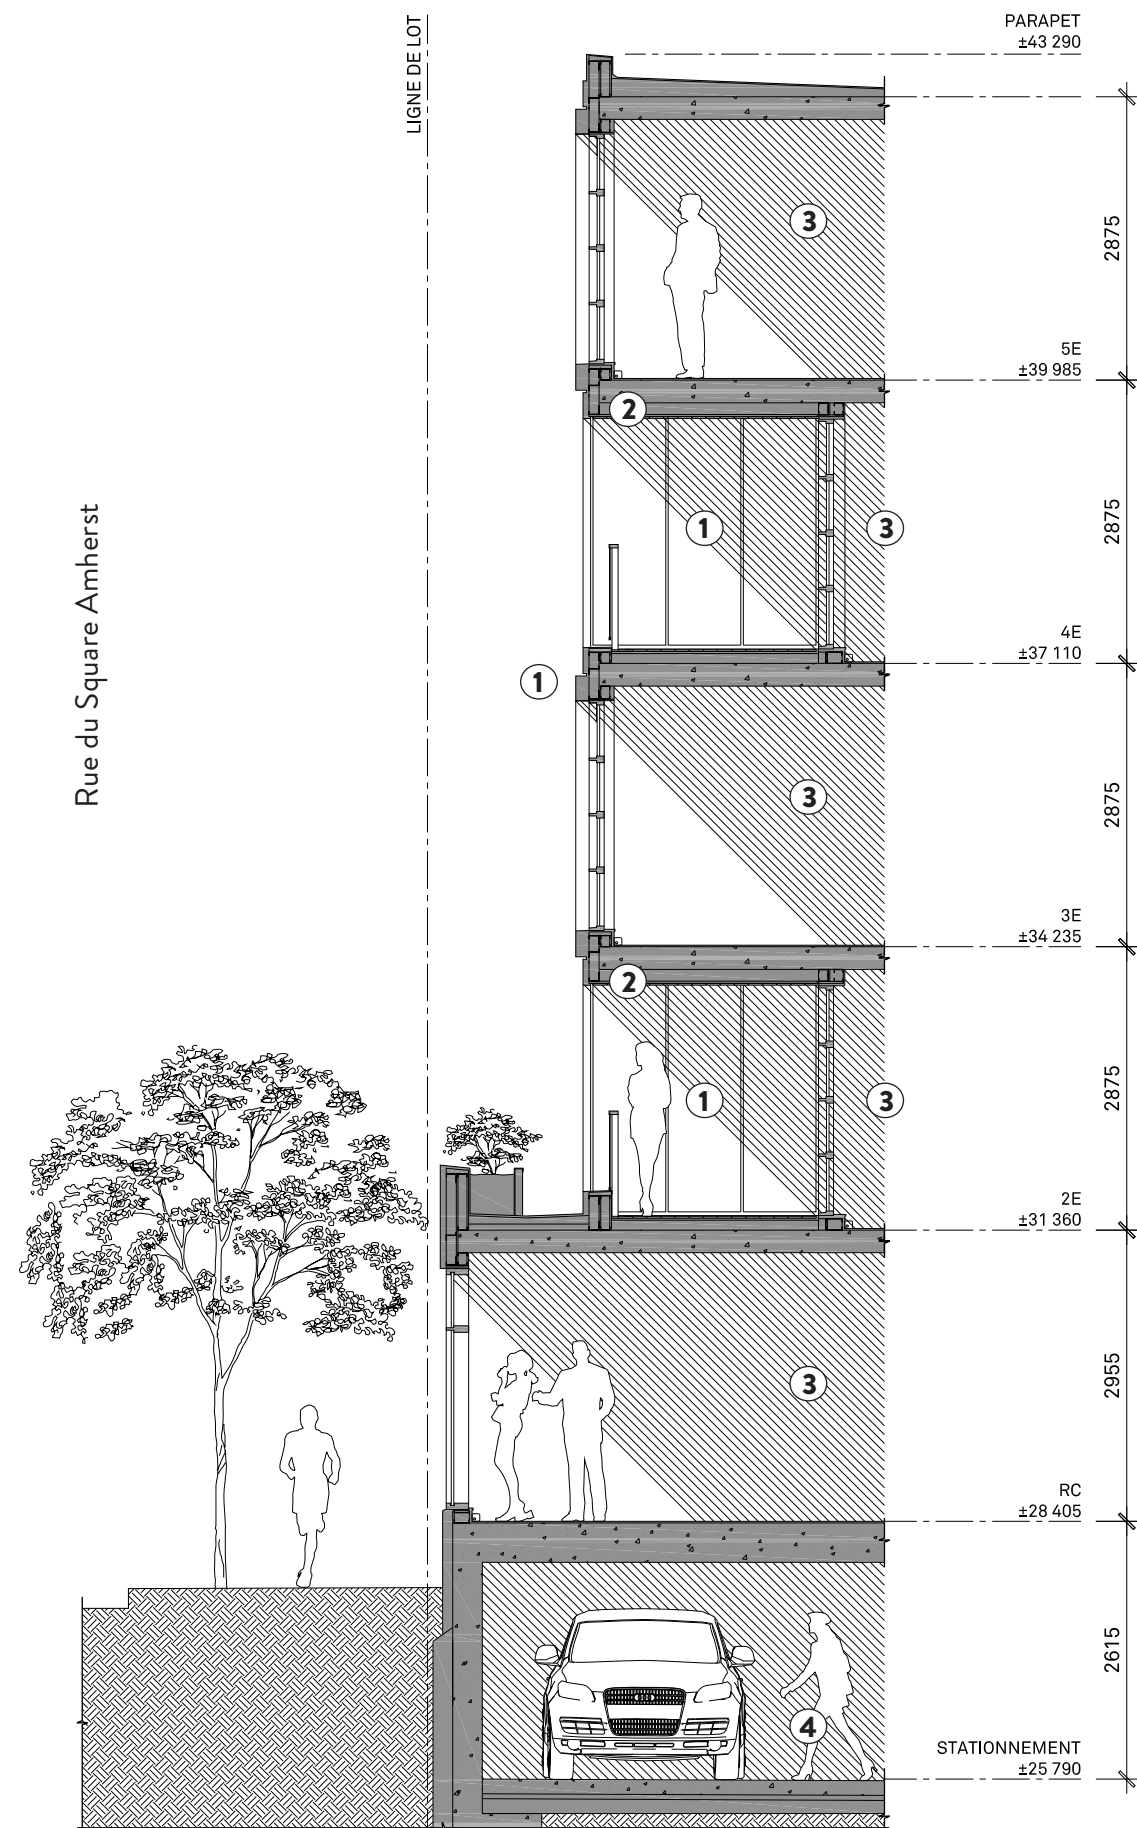 LIGNE DE LOT
PARAPET
±43 290
2875
3
5E
±39 985
2
2875
Rue du Square Amherst
1
3
4E
±37 110
1
2875
3
3E
±34 235
2
2875
1
3
2E
±31 360
2955
3
RC
±28 405
2615
4
STATIONNEMENT
±25 790